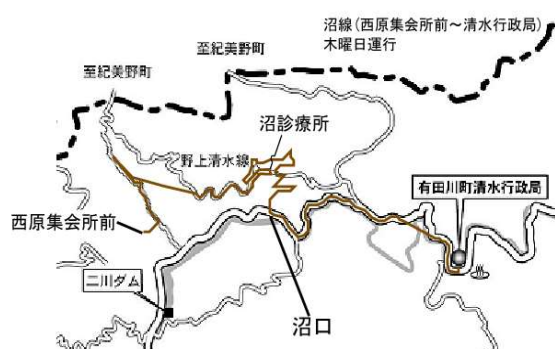 沼線(西原集会所前~清水行政局)
木曜日運行
至紀美野町
至紀美野町
沼診療所
野上清水線
有田川町清水行政局
西原集会所前
二川ダム
沼口